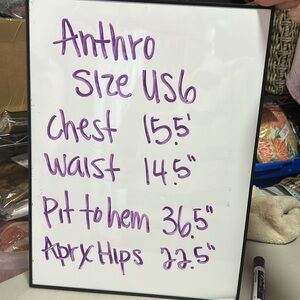 Anthro
Size US6
Chest 15.5'
Waist 14.5"
Pit to hem 36.5"
Aprx Hips 22.5"